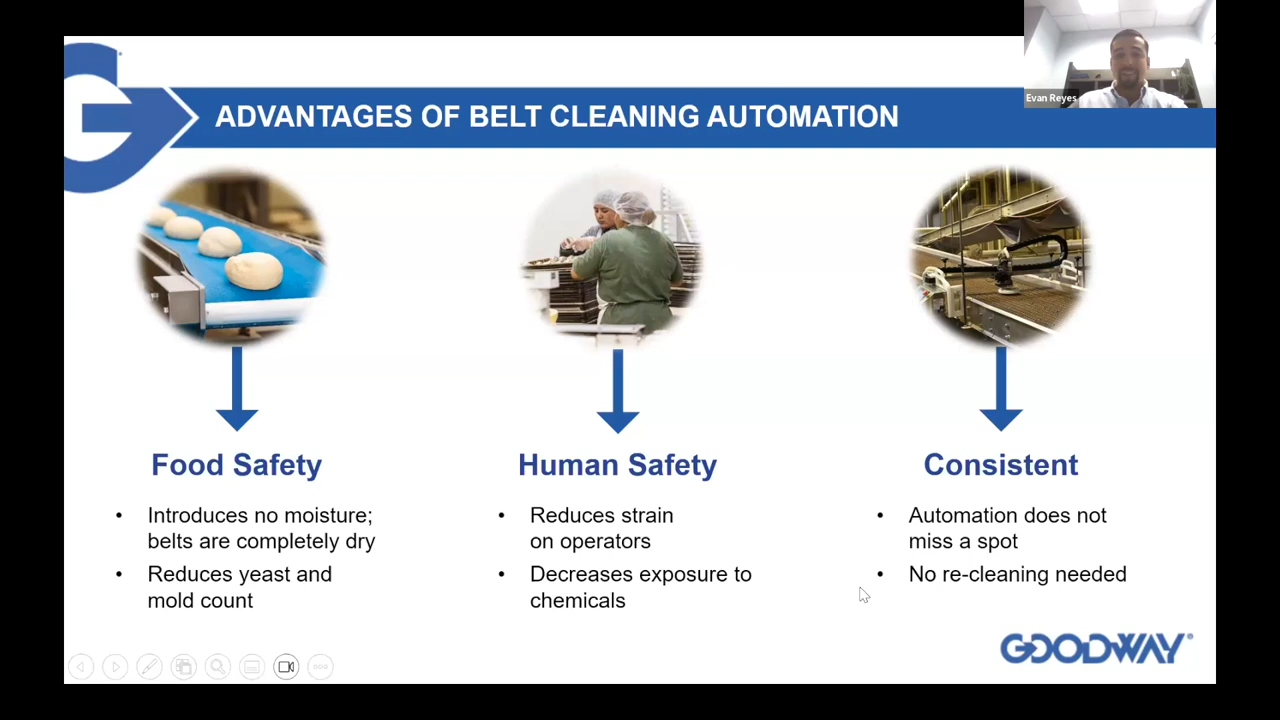 Evan Reyes
ADVANTAGES OF BELT CLEANING AUTOMATION
Food Safety
• Introduces no moisture;
belts are completely dry
• Reduces yeast and
mold count
Human Safety
• Reduces strain
on operators
• Decreases exposure to
chemicals
Consistent
• Automation does not
miss a spot
• No re-cleaning needed
GOODWAY®